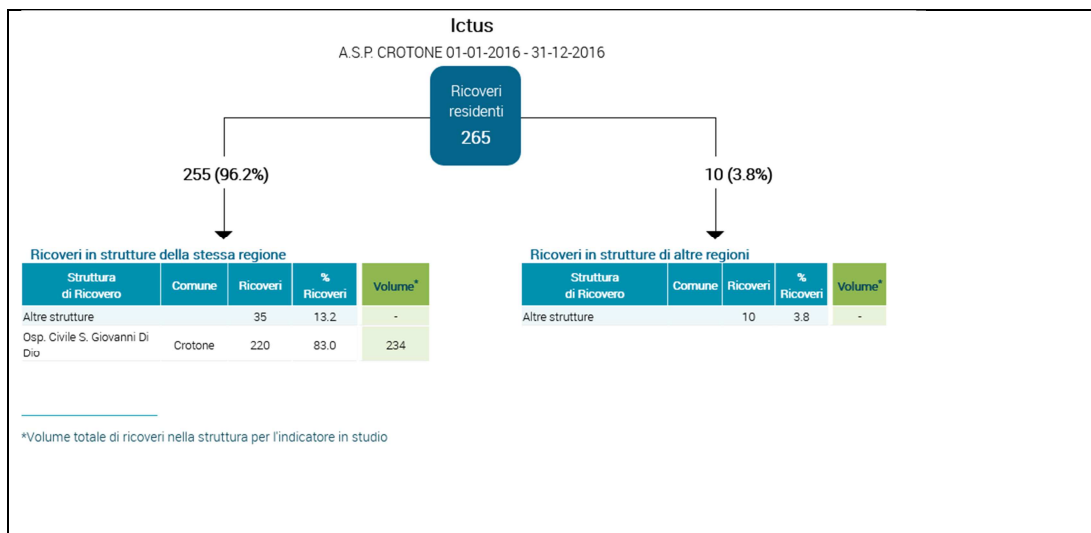 Ictus
A.S.P. CROTONE 01-01-2016 - 31-12-2016
Ricoveri
residenti
265
255 (96.2%)
10 (3.8%)
Ricoveri in strutture della stessa regione
Struttura
di Ricovero
Comune
Ricoveri
%
Ricoveri
Volume*
Altre strutture 35 13.2 -
Osp. Civile S. Giovanni Di
Dio
Crotone 220 83.0 234
Ricoveri in strutture di altre regioni
Struttura
di Ricovero
Comune
Ricoveri
%
Ricoveri
Volume*
Altre strutture 10 3.8 -
*Volume totale di ricoveri nella struttura per l'indicatore in studio